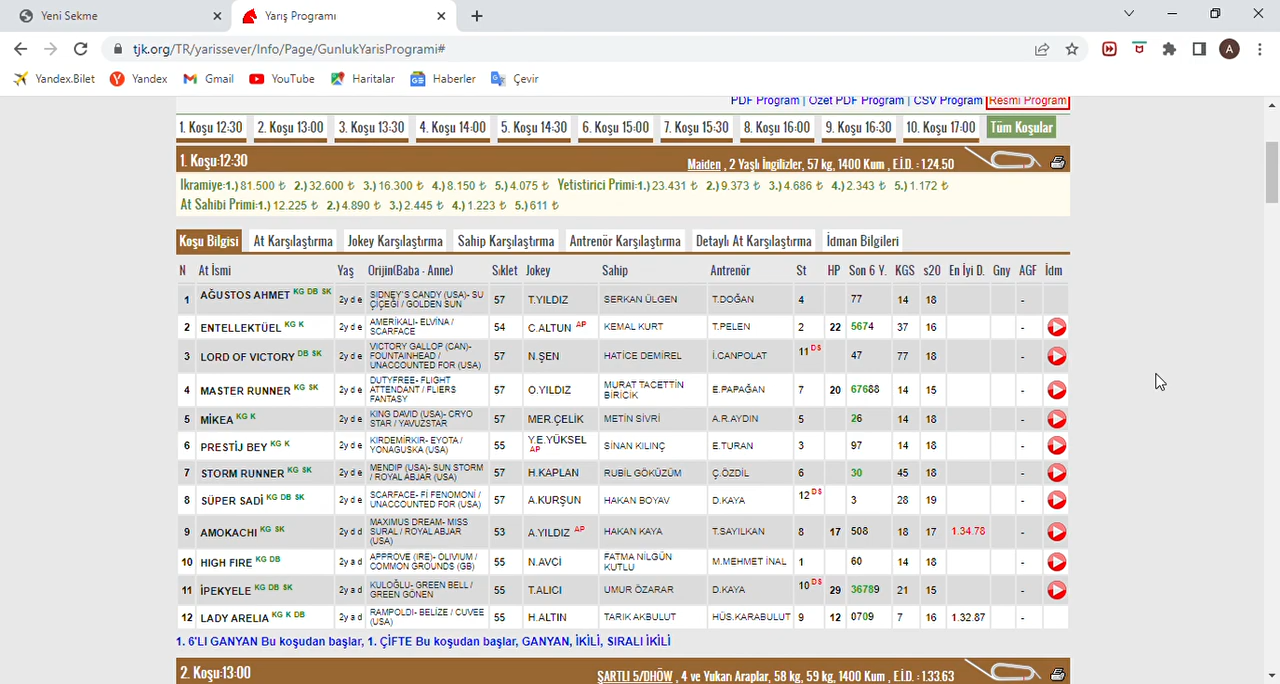 Yeni Sekme
Yarış Programı
tjk.org/TR/yarissever/Info/Page/GunlukYarisProgrami#
A
Yandex.Bilet Yandex Gmail YouTube Haritalar Haberler Çevir
PDF Program | Özet PDF Program | CSV Program Resmi Program
1. Koşu 12:30 2. Koşu 13:00 3. Koşu 13:30 4. Koşu 14:00 5. Koşu 14:30 6. Koşu 15:00 7. Koşu 15:30 8. Koşu 16:00 9. Koşu 16:30 10. Koşu 17:00 Tüm Koşular
1. Koşu:12:30 Maiden , 2 Yaşlı İngilizler, 57 kg, 1400 Kum , E.İ.D. : 1.24.50
Ikramiye:1.) 81.500 ₺ 2.) 32.600 ₺ 3.) 16.300 ₺ 4.) 8.150 ₺ 5.) 4.075 ₺ Yetistirici Primi:1.) 23.431 ₺ 2.) 9.373 ₺ 3.) 4.686 ₺ 4.) 2.343 ₺ 5.) 1.172 ₺
At Sahibi Primi:1.) 12.225 ₺ 2.) 4.890 ₺ 3.) 2.445 ₺ 4.) 1.223 ₺ 5.) 611 ₺
Koşu Bilgisi At Karşılaştırma Jokey Karşılaştırma Sahip Karşılaştırma Antrenör Karşılaştırma Detaylı At Karşılaştırma İdman Bilgileri
N At İsmi Yaş Orijin(Baba - Anne) Sıklet Jokey Sahip Antrenör St HP Son 6 Y. KGS s20 En İyi D. Gny AGF İdm
1 AĞUSTOS AHMET KG DB SK 2y d e SIDNEY'S CANDY (USA)- SU ÇİÇEĞİ / GOLDEN SUN 57 T.YILDIZ SERKAN ÜLGEN T.DOĞAN 4 77 14 18 -
2 ENTELLEKTÜEL KG K 2y d e AMERİKALI- ELVİNA / SCARFACE 54 C.ALTUN AP KEMAL KURT T.PELEN 2 22 5674 37 16 -
3 LORD OF VICTORY DB SK 2y d e VICTORY GALLOP (CAN)- FOUNTAINHEAD / UNACCOUNTED FOR (USA) 57 N.ŞEN HATİCE DEMİREL İ.CANPOLAT 11 DS 47 77 18 -
4 MASTER RUNNER KG SK 2y d e DUTYFREE- FLIGHT ATTENDANT / FLIERS FANTASY 57 O.YILDIZ MURAT TACETTİN BİRİCİK E.PAPAĞAN 7 20 67688 14 15 -
5 MİKEA KG K 2y d e KING DAVID (USA)- CRYO STAR / YAVUZSTAR 57 MER.ÇELİK METİN SİVRİ A.R.AYDIN 5 26 14 18 -
6 PRESTİJ BEY KG K 2y d e KIRDEMİRKIR- EYOTA / YONAGUSKA (USA) 55 Y.E.YÜKSEL AP SİNAN KILINÇ E.TURAN 3 97 14 18 -
7 STORM RUNNER KG SK 2y d e MENDIP (USA)- SUN STORM / ROYAL ABJAR (USA) 57 H.KAPLAN RUBİL GÖKÜZÜM Ç.ÖZDİL 6 30 45 18 -
8 SÜPER SADİ KG DB SK 2y d e SCARFACE- Fİ FENOMONİ / UNACCOUNTED FOR (USA) 57 A.KURŞUN HAKAN BOYAV D.KAYA 12 DS 3 28 19 -
9 AMOKACHI KG SK 2y d d MAXIMUS DREAM- MISS SURAL / ROYAL ABJAR (USA) 53 A.YILDIZ AP HAKAN KAYA T.SAYILKAN 8 17 508 18 17 1.34.78 -
10 HIGH FIRE KG DB 2y a d APPROVE (IRE)- OLIVIUM / COMMON GROUNDS (GB) 55 N.AVCİ FATMA NİLGÜN KUTLU M.MEHMET İNAL 1 60 14 18 -
11 İPEKYELE KG DB SK 2y a d KULOĞLU- GREEN BELL / GREEN GÖNEN 55 T.ALICI UMUR ÖZARAR D.KAYA 10 DS 29 36789 21 15 -
12 LADY ARELIA KG K DB 2y a d RAMPOLDI- BELİZE / CUVEE (USA) 55 H.ALTIN TARIK AKBULUT HÜS.KARABULUT 9 12 0709 7 16 1.32.87 -
1. 6'LI GANYAN Bu koşudan başlar, 1. ÇİFTE Bu koşudan başlar, GANYAN, İKİLİ, SIRALI İKİLİ
2. Koşu:13:00 ŞARTLI 5/DHÖW , 4 ve Yukarı Araplar, 58 kg, 59 kg, 1400 Kum , E.İ.D. : 1.33.63